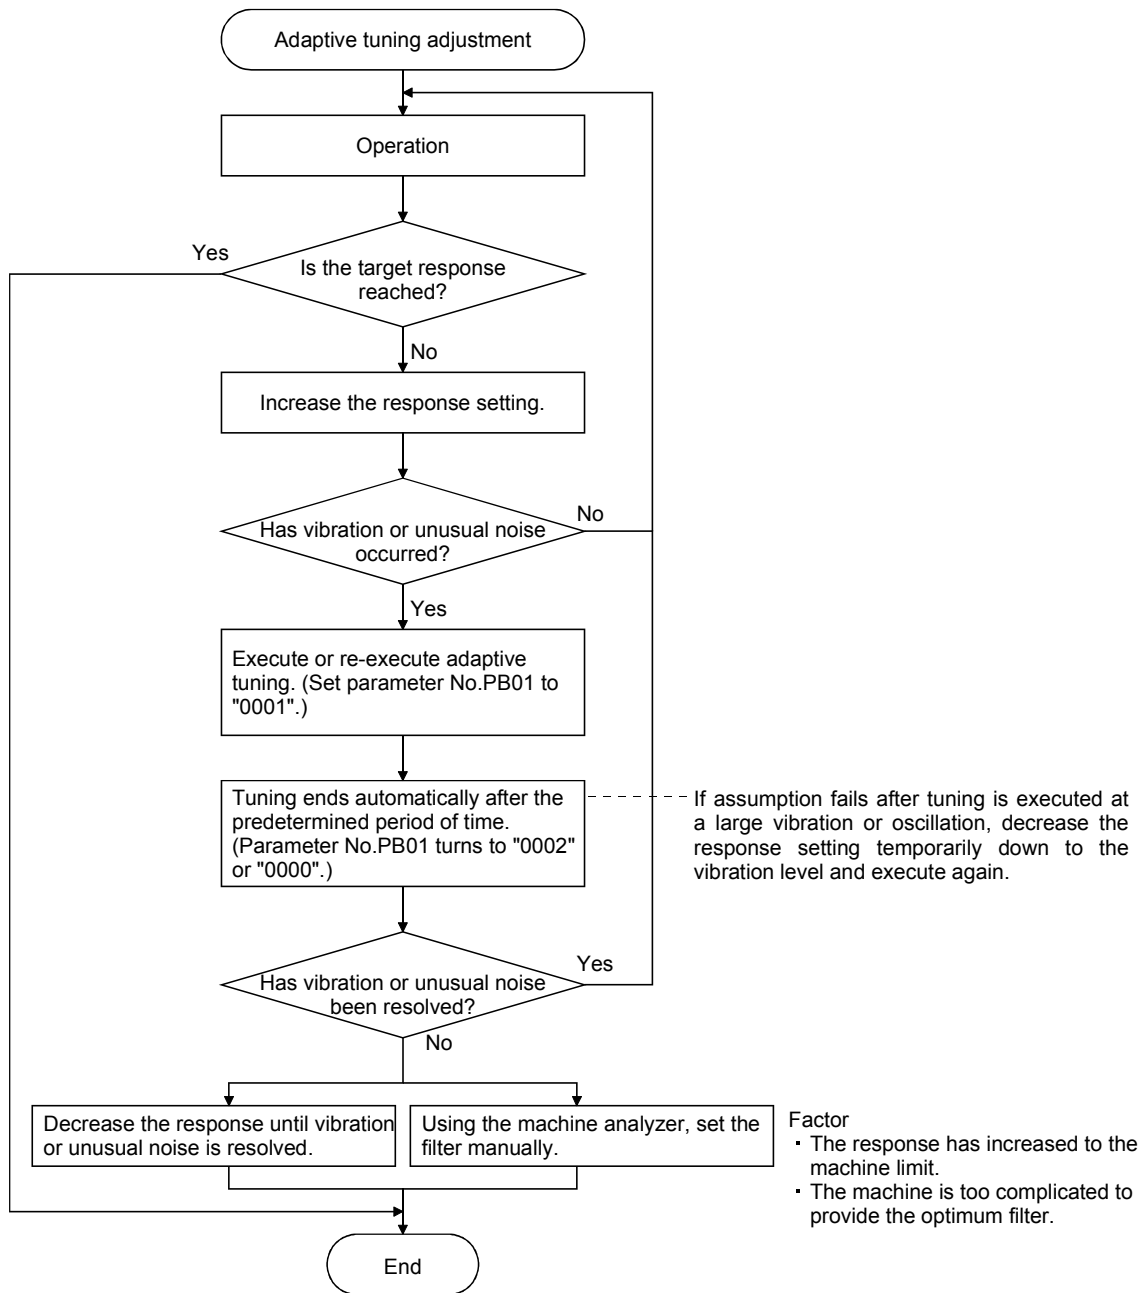 Adaptive tuning adjustment
Operation
Yes
Is the target response
reached?
No
Increase the response setting.
Has vibration or unusual noise
occurred?
No
Yes
Execute or re-execute adaptive
tuning. (Set parameter No.PB01 to
"0001".)
Tuning ends automatically after the
predetermined period of time.
(Parameter No.PB01 turns to "0002"
or "0000".)
If assumption fails after tuning is executed at
a large vibration or oscillation, decrease the
response setting temporarily down to the
vibration level and execute again.
Has vibration or unusual noise
been resolved?
Yes
No
Decrease the response until vibration
or unusual noise is resolved.
Using the machine analyzer, set the
filter manually.
Factor
・ The response has increased to the
machine limit.
・ The machine is too complicated to
provide the optimum filter.
End